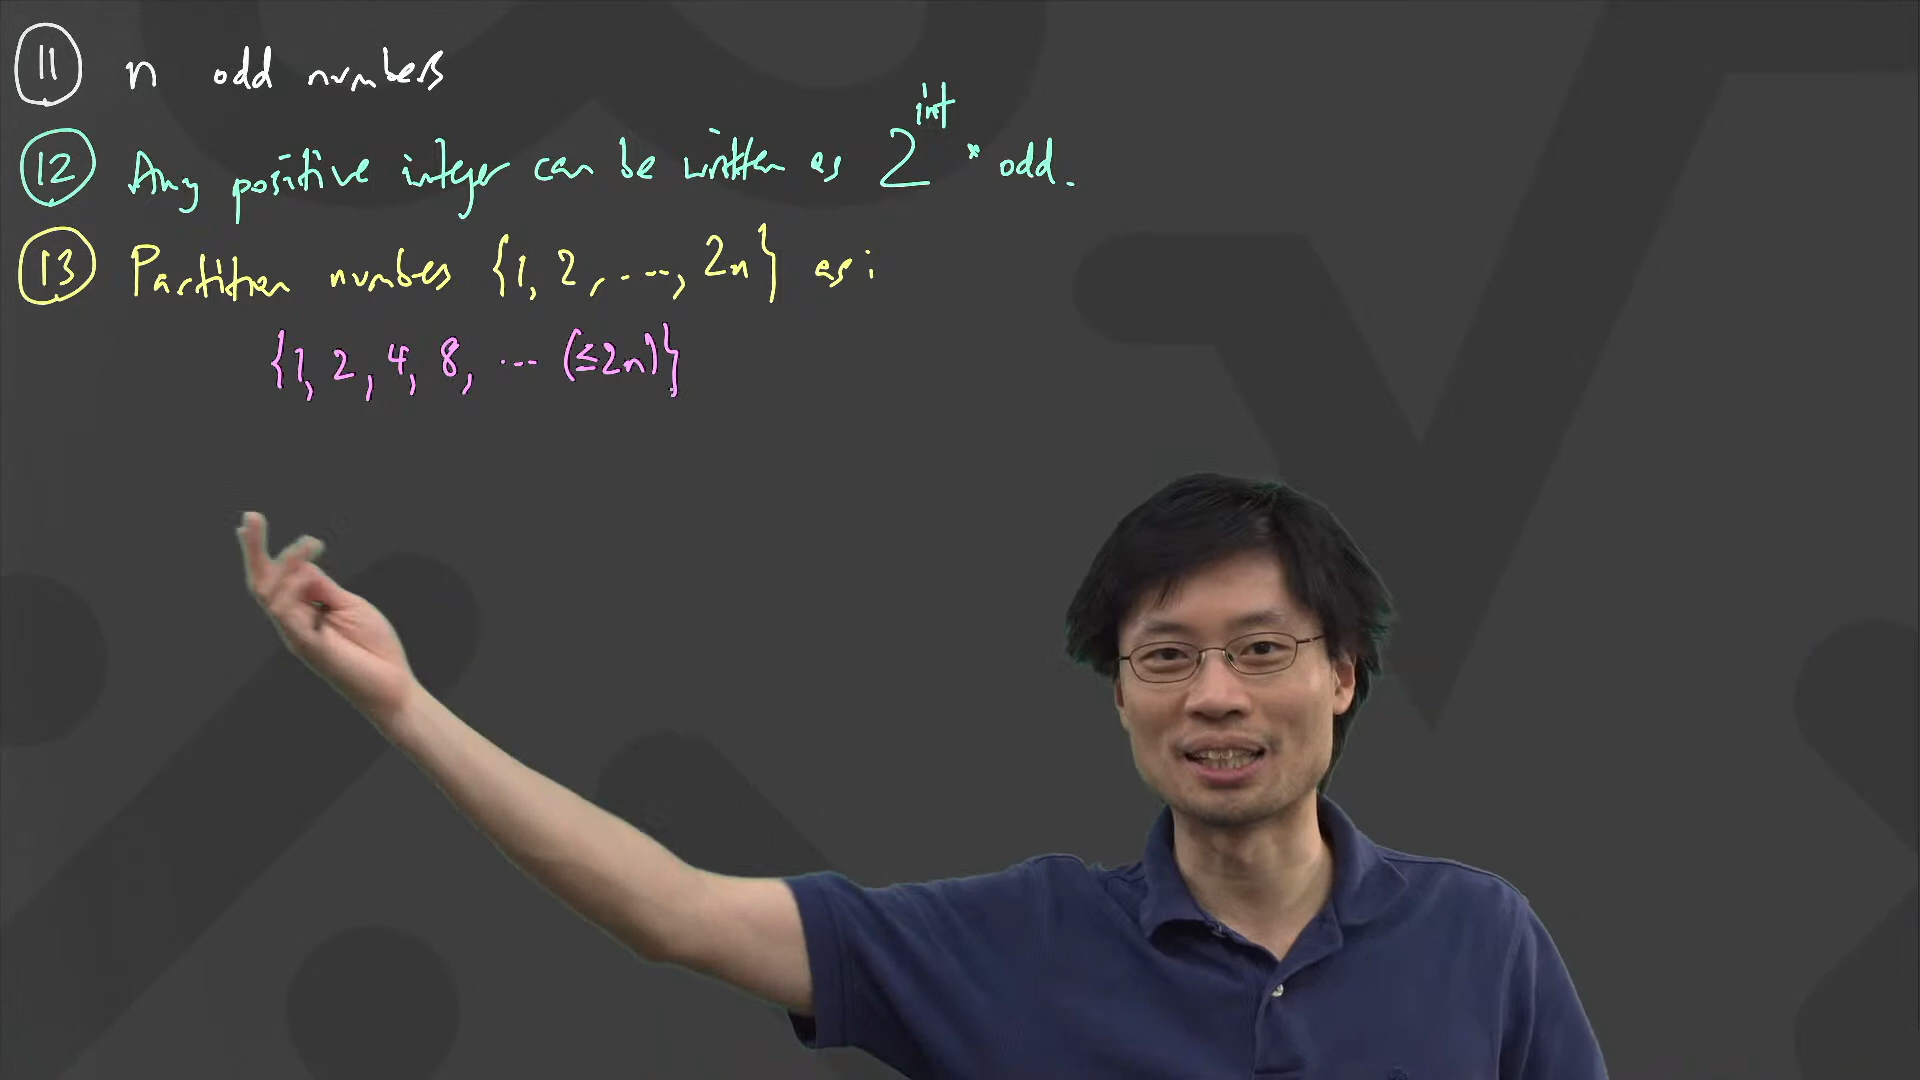 11 n odd numbers
12 Any positive integer can be written as 2^int * odd.
13 Partition numbers {1, 2, ..., 2n} as:
{1, 2, 4, 8, ... (≤2n)}